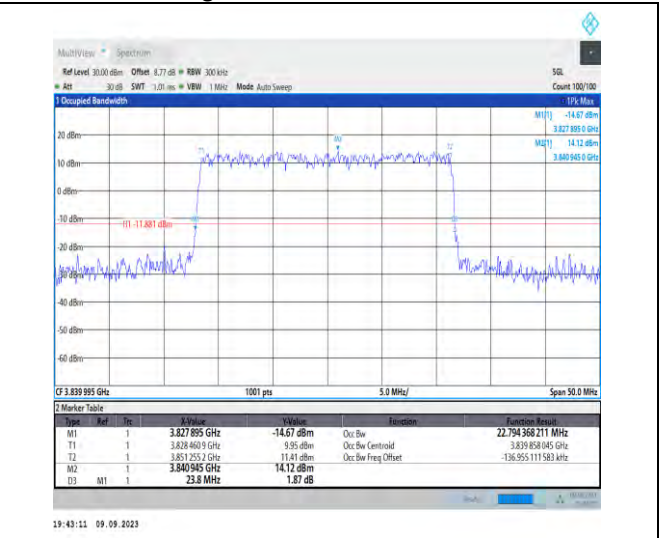 MultiView Spectrum
Ref Level 30.00 dBm Offset 8.77 dB RBW 300 kHz SGL
Att 30 dB SWT 1.01 ms VBW 1 MHz Mode Auto Sweep Count 100/100
1 Occupied Bandwidth 1Pk Max
M1[1] -14.67 dBm
3.827 895 0 GHz
M2[1] 14.12 dBm
3.840 945 0 GHz
20 dBm
M2
T1 T2
10 dBm
0 dBm
-10 dBm
H1 -11.881 dBm
-20 dBm
-30 dBm
-40 dBm
-50 dBm
-60 dBm
CF 3.839 995 GHz 1001 pts 5.0 MHz/ Span 50.0 MHz
2 Marker Table
Type Ref Trc X-Value Y-Value Function Function Result
M1 1 3.827 895 GHz -14.67 dBm Occ Bw 22.794 368 211 MHz
T1 1 3.828 460 9 GHz 9.95 dBm Occ Bw Centroid 3.839 858 045 GHz
T2 1 3.851 255 2 GHz 11.41 dBm Occ Bw Freq Offset -136.955 111 583 kHz
M2 1 3.840 945 GHz 14.12 dBm
D3 M1 1 23.8 MHz 1.87 dB
19:43:11 09.09.2023